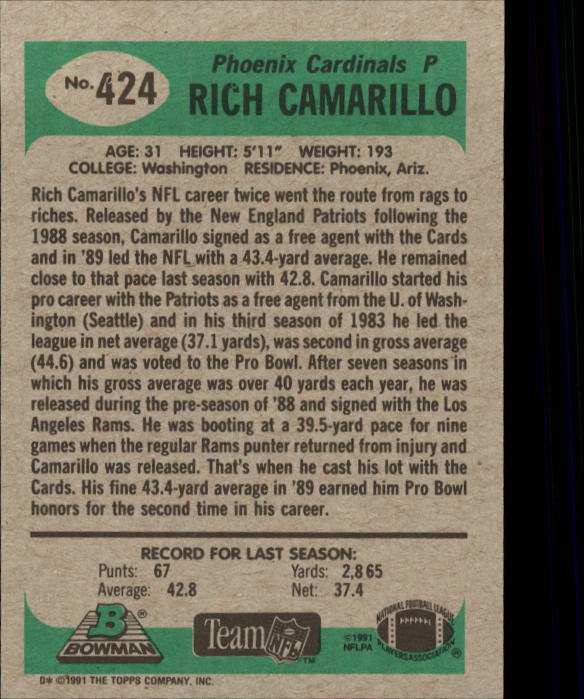 No. 424
Phoenix Cardinals P
RICH CAMARILLO
AGE: 31 HEIGHT: 5'11" WEIGHT: 193
COLLEGE: Washington RESIDENCE: Phoenix, Ariz.
Rich Camarillo's NFL career twice went the route from rags to
riches. Released by the New England Patriots following the
1988 season, Camarillo signed as a free agent with the Cards
and in '89 led the NFL with a 43.4-yard average. He remained
close to that pace last season with 42.8. Camarillo started his
pro career with the Patriots as a free agent from the U. of Wash-
ington (Seattle) and in his third season of 1983 he led the
league in net average (37.1 yards), was second in gross average
(44.6) and was voted to the Pro Bowl. After seven seasons in
which his gross average was over 40 yards each year, he was
released during the pre-season of '88 and signed with the Los
Angeles Rams. He was booting at a 39.5-yard pace for nine
games when the regular Rams punter returned from injury and
Camarillo was released. That's when he cast his lot with the
Cards. His fine 43.4-yard average in '89 earned him Pro Bowl
honors for the second time in his career.
RECORD FOR LAST SEASON:
Punts: 67 Yards: 2,865
Average: 42.8 Net: 37.4
B ®
BOWMAN
Team NFL ™
©1991
NFLPA
NATIONAL FOOTBALL LEAGUE
PLAYERS ASSOCIATION ®
D* ©1991 THE TOPPS COMPANY, INC.